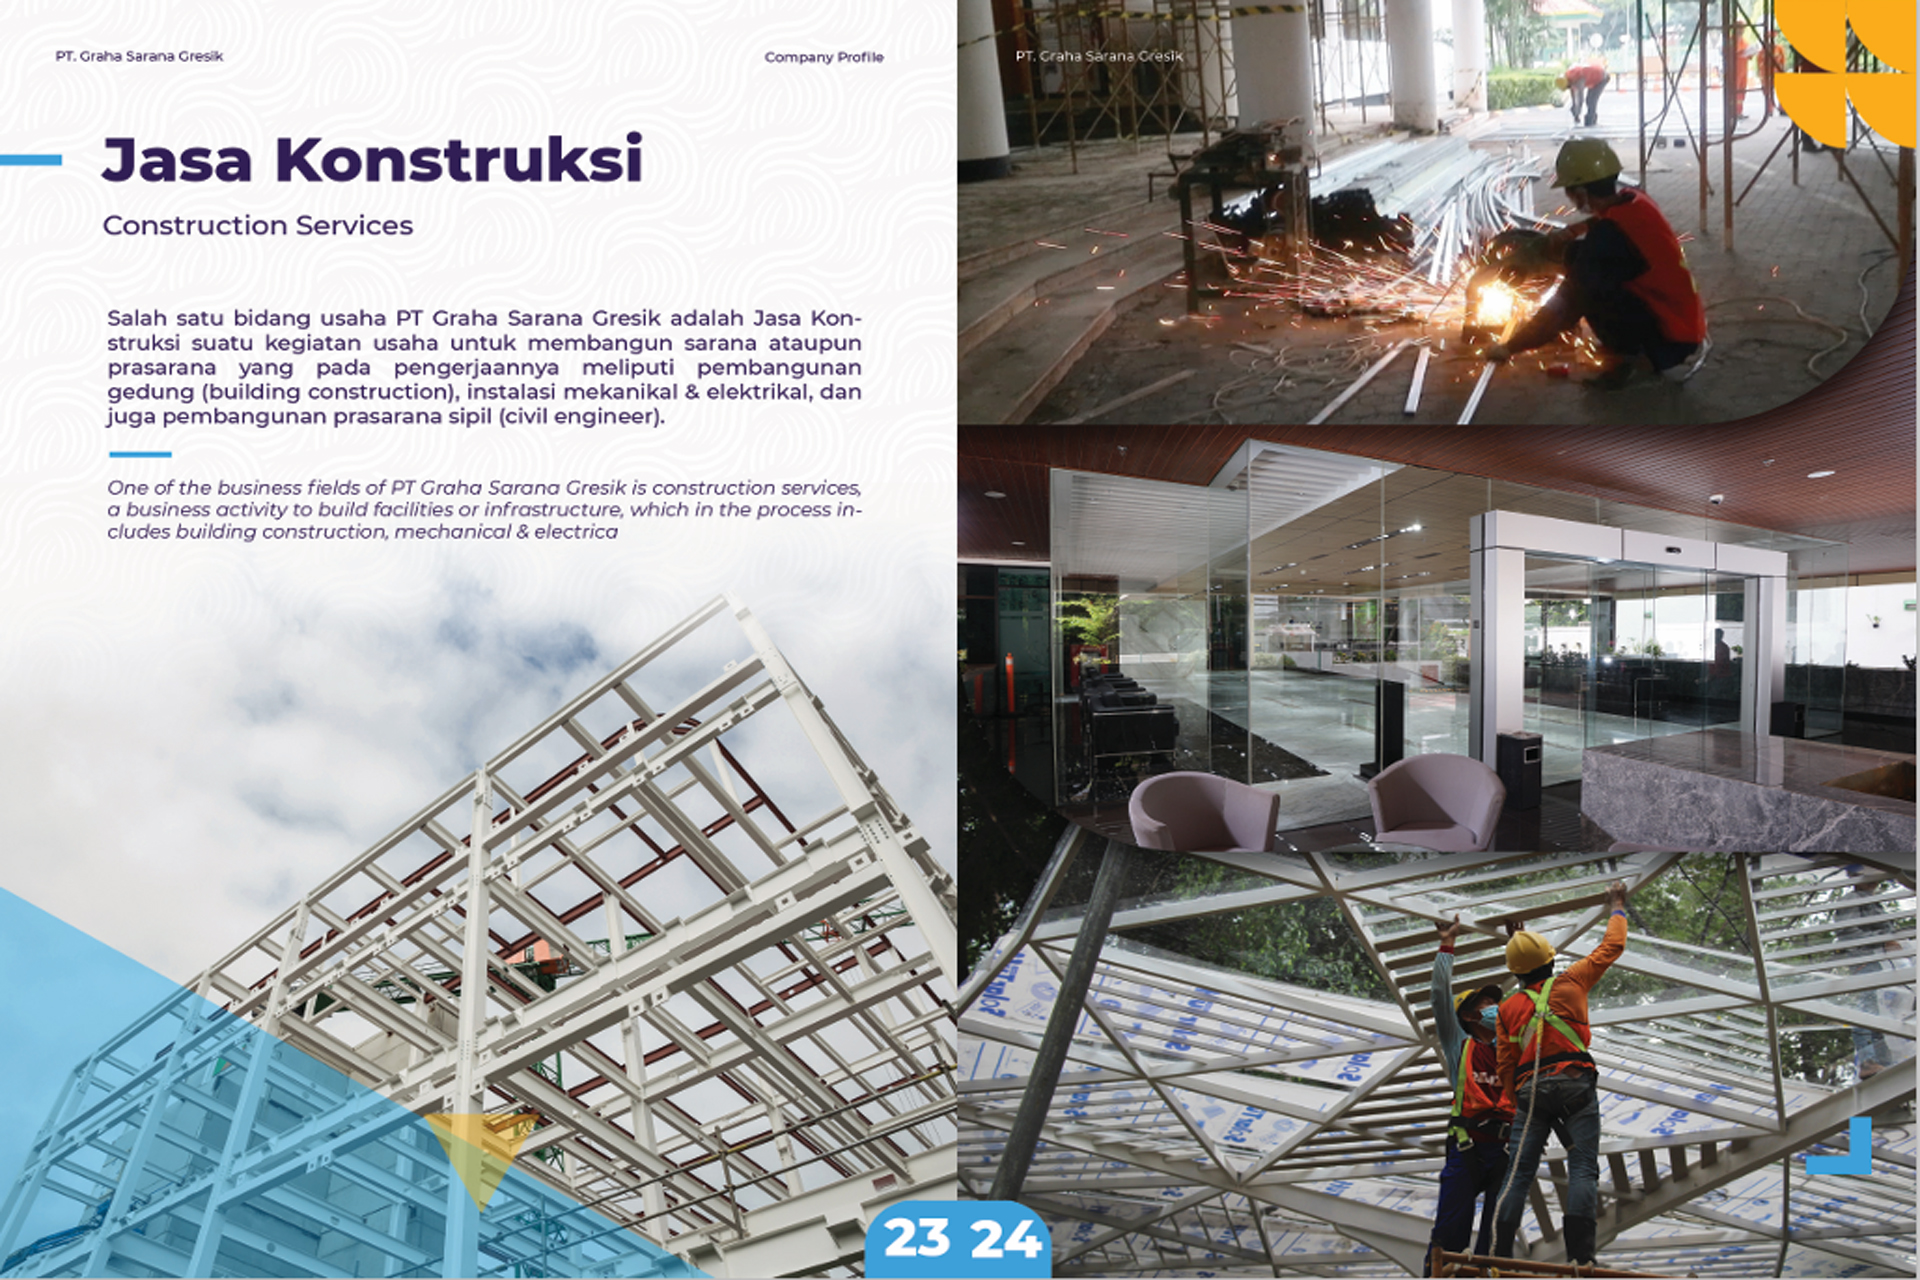 PT. Graha Sarana Gresik
Company Profile
PT. Graha Sarana Gresik
Jasa Konstruksi
Construction Services
Salah satu bidang usaha PT Graha Sarana Gresik adalah Jasa Kon-
struksi suatu kegiatan usaha untuk membangun sarana ataupun
prasarana yang pada pengerjaannya meliputi pembangunan
gedung (building construction), instalasi mekanikal & elektrikal, dan
juga pembangunan prasarana sipil (civil engineer).
One of the business fields of PT Graha Sarana Gresik is construction services,
a business activity to build facilities or infrastructure, which in the process in-
cludes building construction, mechanical & electrica
23 24